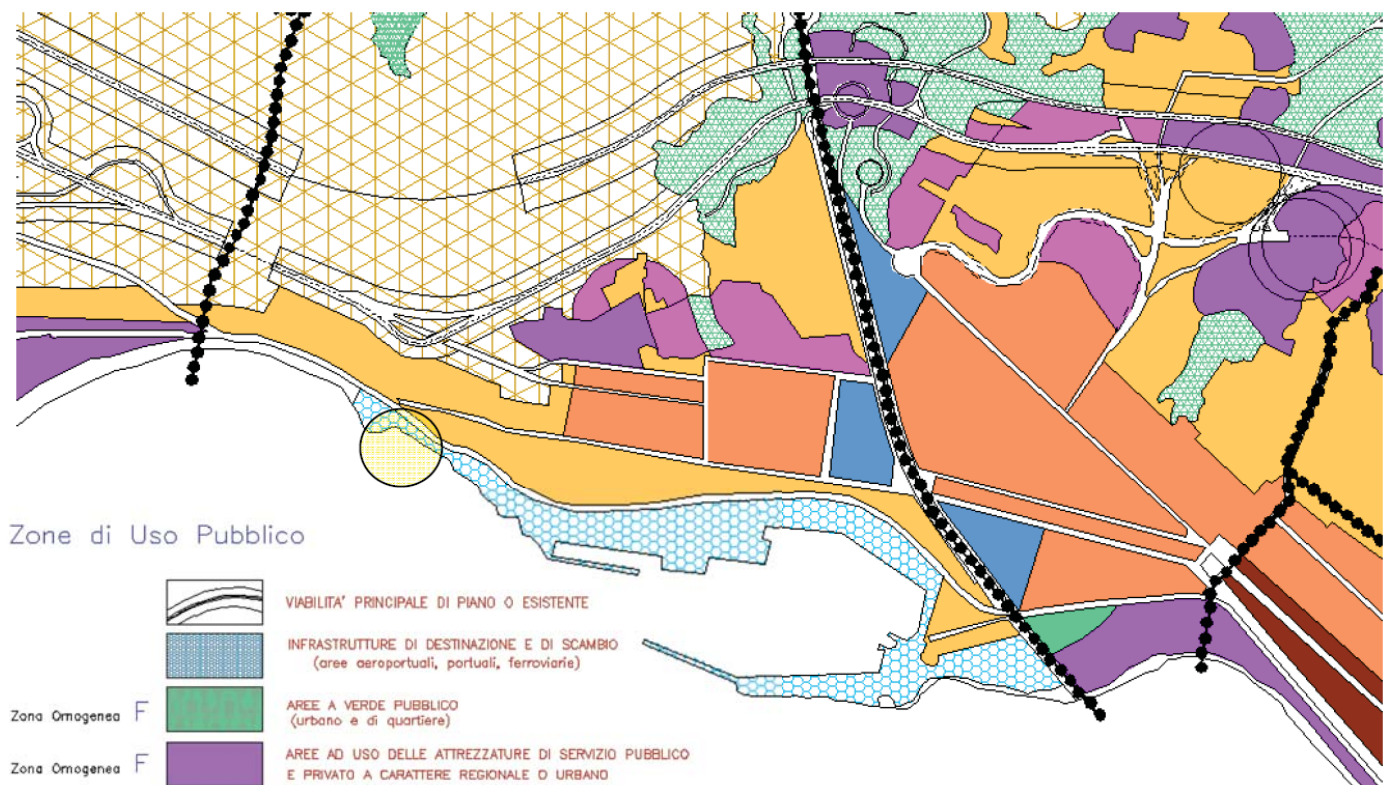 Zone di Uso Pubblico
VIABILITA' PRINCIPALE DI PIANO O ESISTENTE
INFRASTRUTTURE DI DESTINAZIONE E DI SCAMBIO
(aree aeroportuali, portuali, ferroviarie)
Zona Omogenea F
AREE A VERDE PUBBLICO
(urbano e di quartiere)
Zona Omogenea F
AREE AD USO DELLE ATTREZZATURE DI SERVIZIO PUBBLICO
E PRIVATO A CARATTERE REGIONALE O URBANO